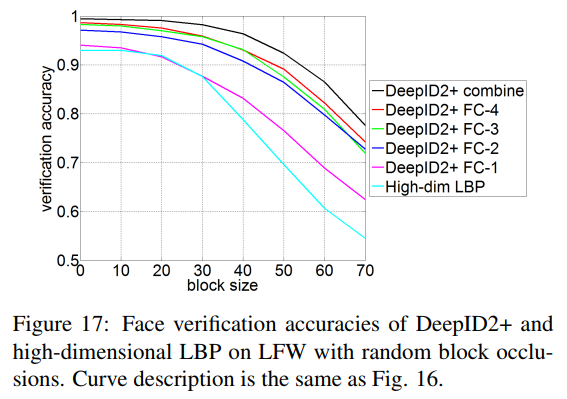 1
0.9
0.8
0.7
0.6
0.5
verification accuracy
0 10 20 30 40 50 60 70
block size
DeepID2+ combine
DeepID2+ FC-4
DeepID2+ FC-3
DeepID2+ FC-2
DeepID2+ FC-1
High-dim LBP
Figure 17: Face verification accuracies of DeepID2+ and
high-dimensional LBP on LFW with random block occlu-
sions. Curve description is the same as Fig. 16.